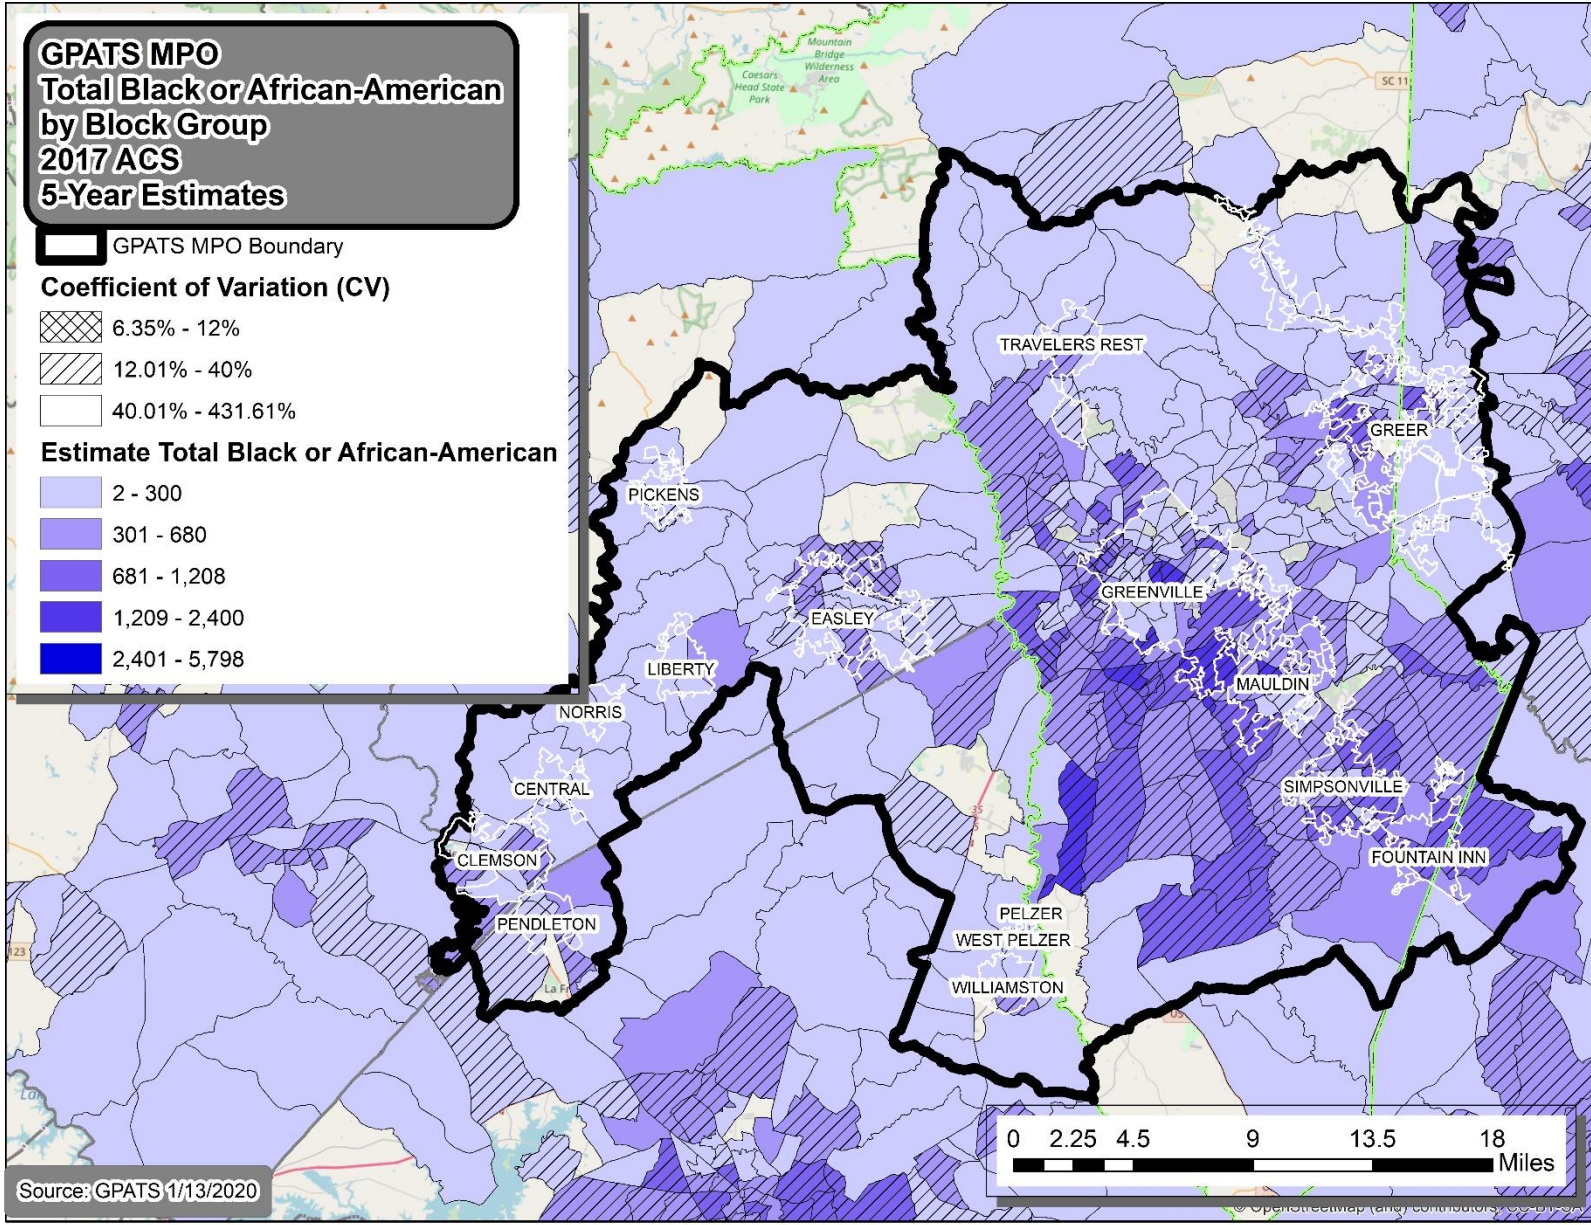 GPATS MPO
Total Black or African-American
by Block Group
2017 ACS
5-Year Estimates
GPATS MPO Boundary
Coefficient of Variation (CV)
6.35% - 12%
12.01% - 40%
40.01% - 431.61%
Estimate Total Black or African-American
2 - 300
301 - 680
681 - 1,208
1,209 - 2,400
2,401 - 5,798
Mountain
Bridge
Wilderness
Area
Caesars
Head State
Park
SC 11
TRAVELERS REST
GREER
PICKENS
GREENVILLE
EASLEY
LIBERTY
MAULDIN
NORRIS
CENTRAL
SIMPSONVILLE
CLEMSON
FOUNTAIN INN
PELZER
PENDLETON
WEST PELZER
123
WILLIAMSTON
La Fr
0 2.25 4.5 9 13.5 18
Miles
Source: GPATS 1/13/2020